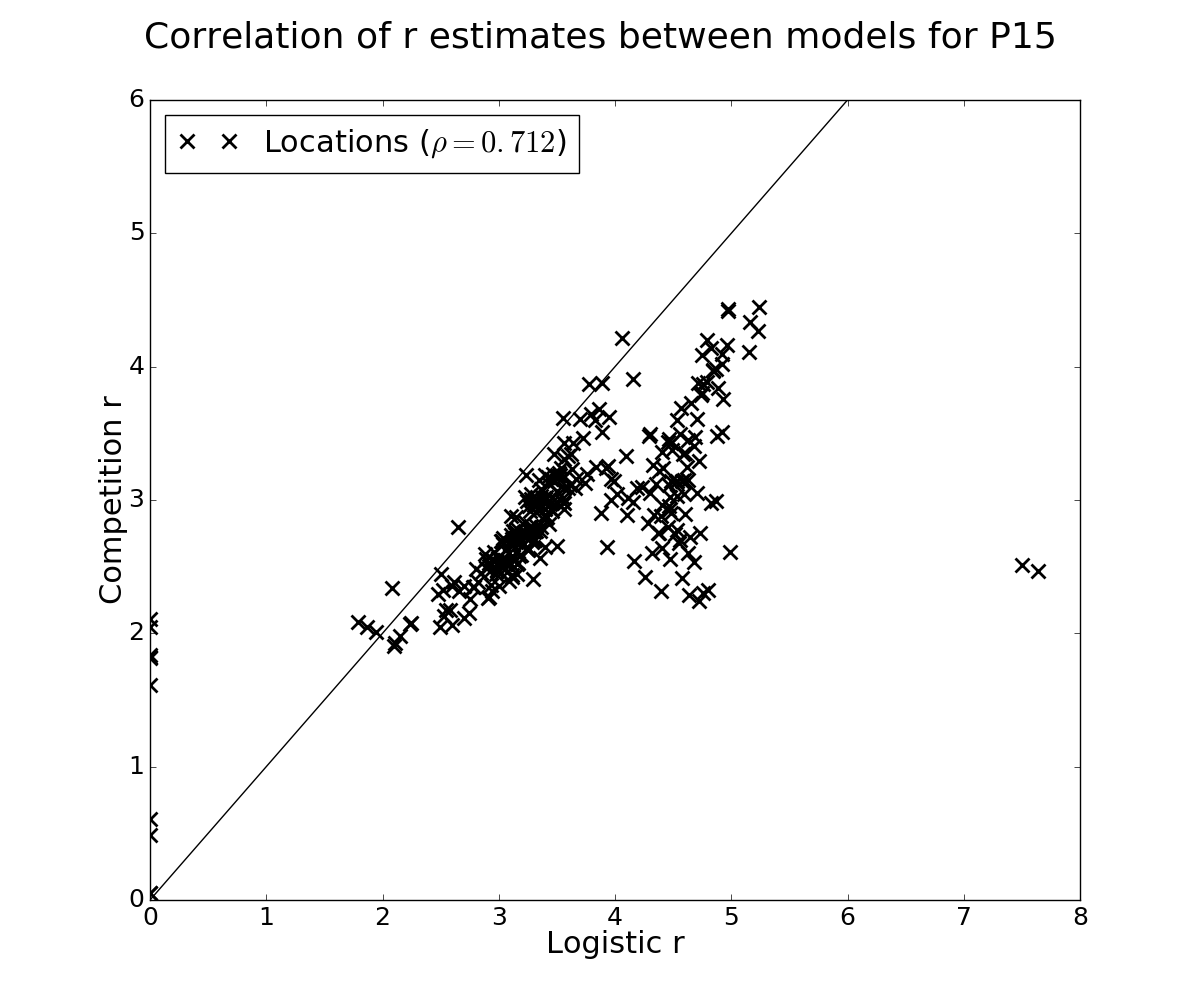 Correlation of r estimates between models for P15
Locations (ρ = 0.712)
Competition r
6
5
4
3
2
1
0
0 1 2 3 4 5 6 7 8
Logistic r